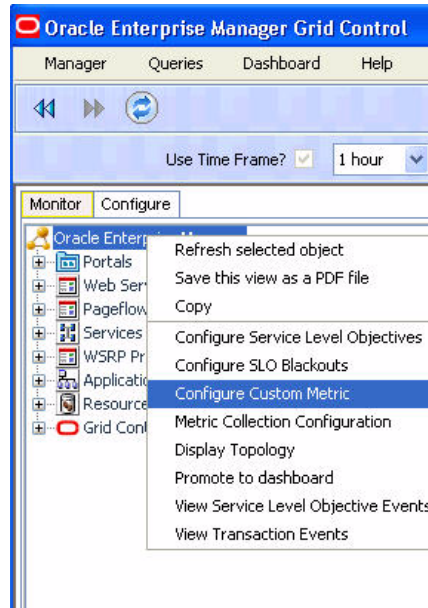 Oracle Enterprise Manager Grid Control
Manager Queries Dashboard Help
Use Time Frame? 1 hour
Monitor Configure
Oracle Enterprise
Portals
Web Ser
Pageflow
Services
WSRP Pr
Applicatio
Resource
Grid Con
Refresh selected object
Save this view as a PDF file
Copy
Configure Service Level Objectives
Configure SLO Blackouts
Configure Custom Metric
Metric Collection Configuration
Display Topology
Promote to dashboard
View Service Level Objective Events
View Transaction Events